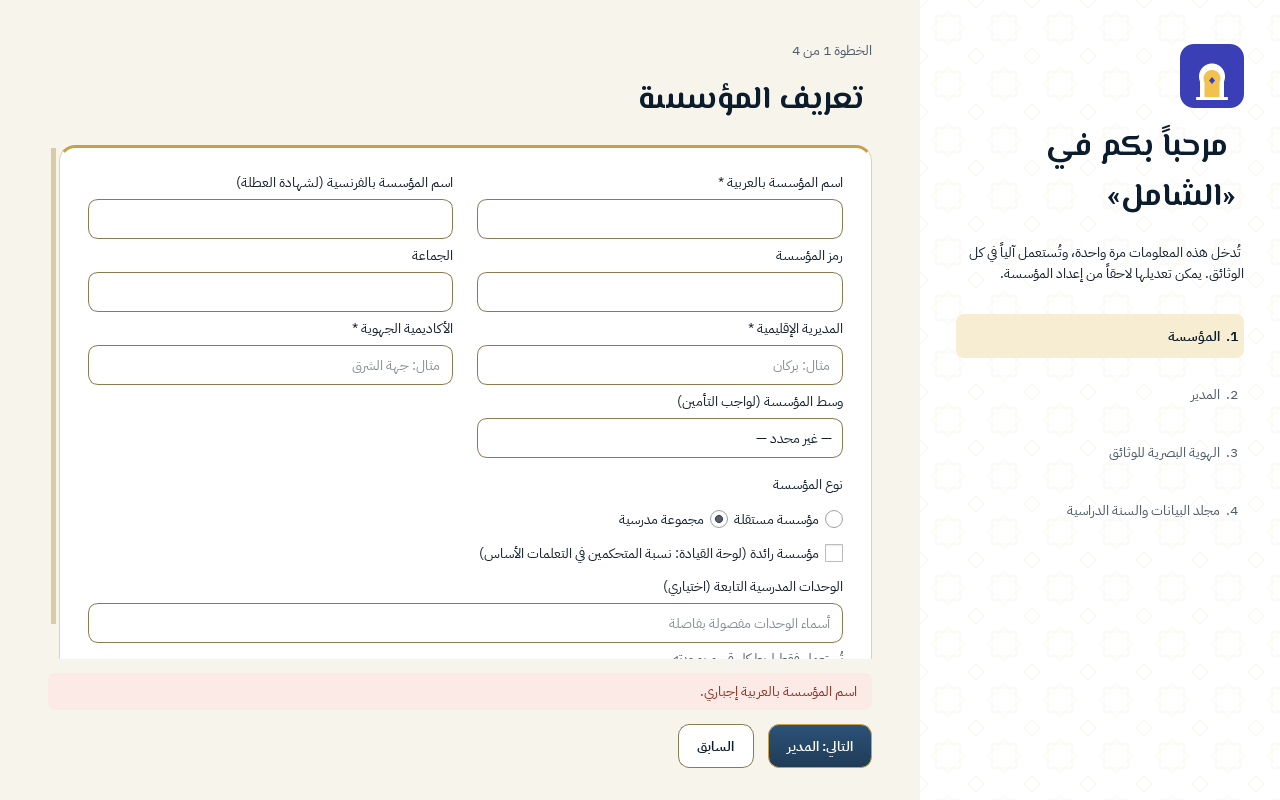 مرحباً بكم في
«الشامل»
تُدخل هذه المعلومات مرة واحدة، وتُستعمل آلياً في كل
الوثائق. يمكن تعديلها لاحقاً من إعداد المؤسسة.
1. المؤسسة
2. المدير
3. الهوية البصرية للوثائق
4. مجلد البيانات والسنة الدراسية
الخطوة 1 من 4
تعريف المؤسسة
اسم المؤسسة بالعربية *
اسم المؤسسة بالفرنسية (لشهادة العطلة)
رمز المؤسسة
الجماعة
المديرية الإقليمية *
الأكاديمية الجهوية *
مثال: بركان
مثال: جهة الشرق
وسط المؤسسة (لواجب التأمين)
— غير محدد —
نوع المؤسسة
مؤسسة مستقلة
مجموعة مدرسية
مؤسسة رائدة (لوحة القيادة: نسبة المتحكمين في التعلمات الأساس)
الوحدات المدرسية التابعة (اختياري)
أسماء الوحدات مفصولة بفاصلة
اسم المؤسسة بالعربية إجباري.
التالي: المدير
السابق